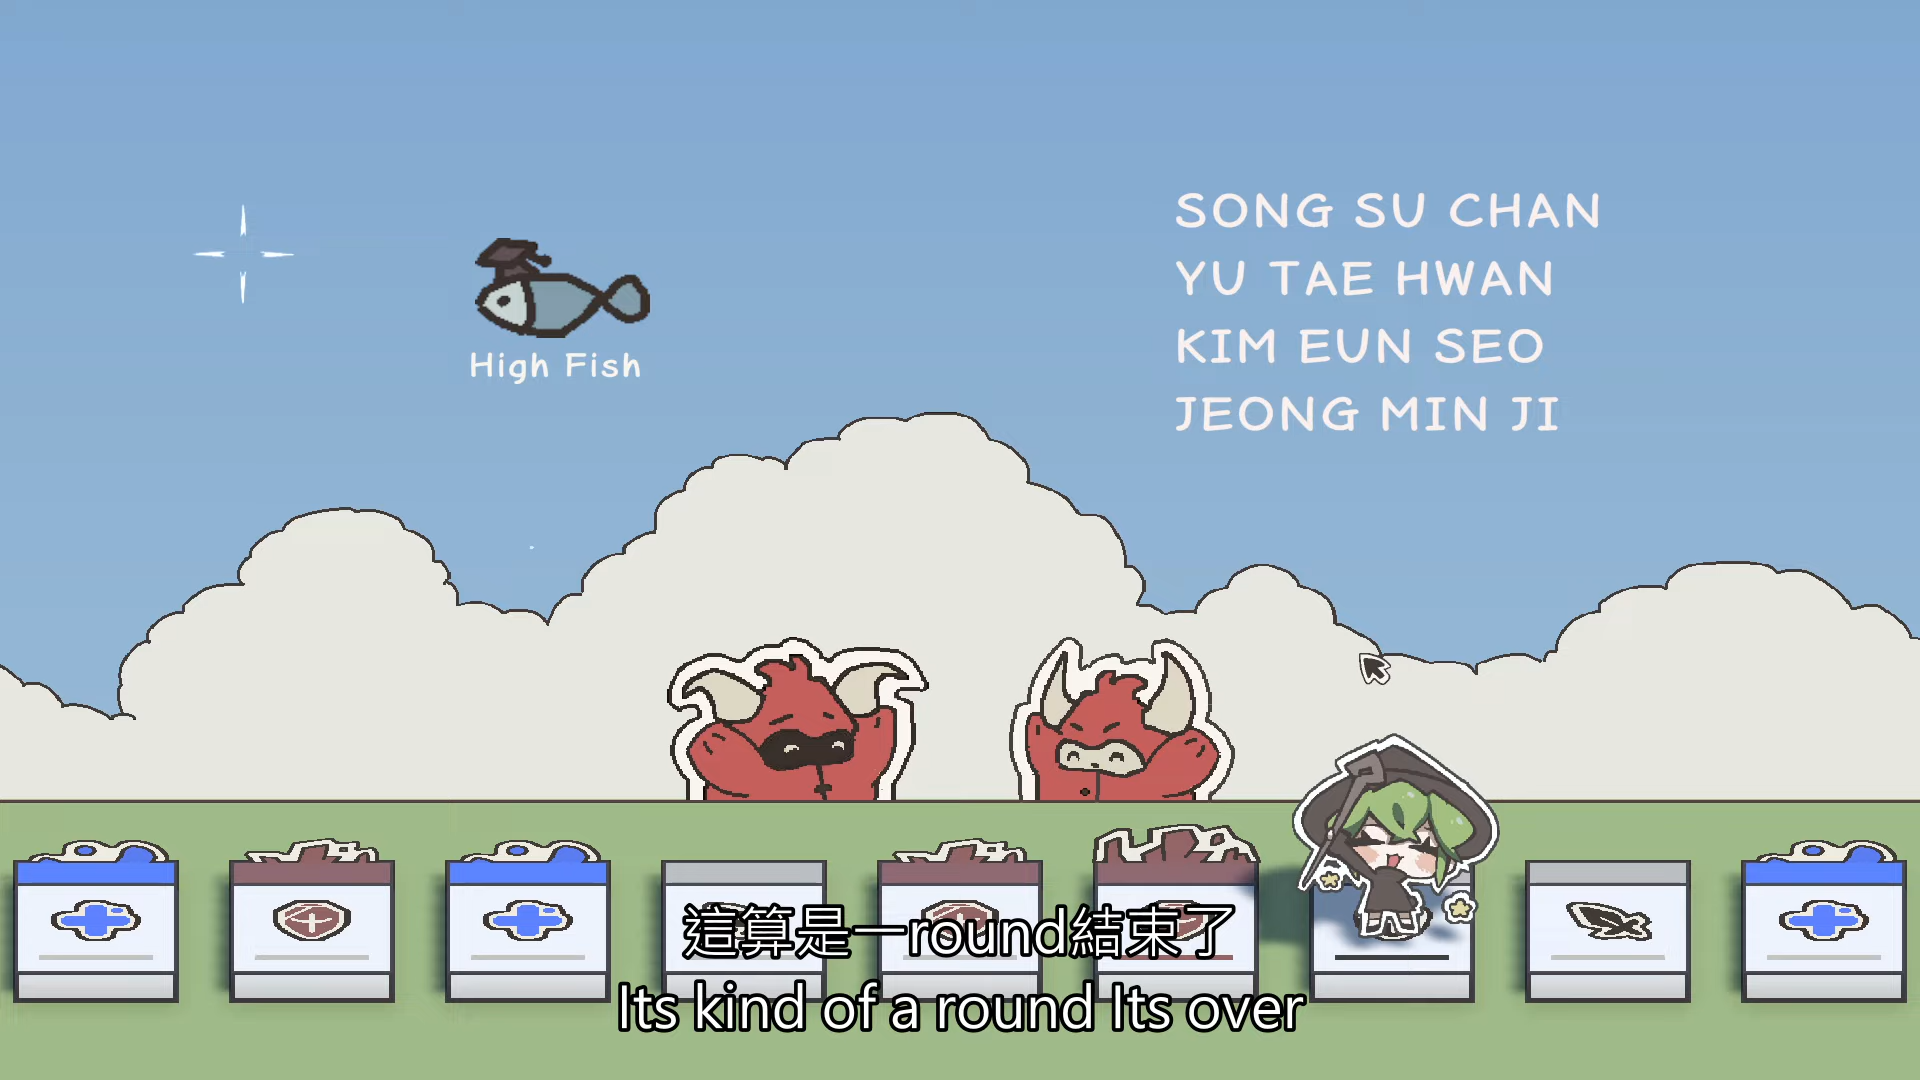 SONG SU CHAN
YU TAE HWAN
KIM EUN SEO
JEONG MIN JI
High Fish
這算是一round結束了
Its kind of a round Its over